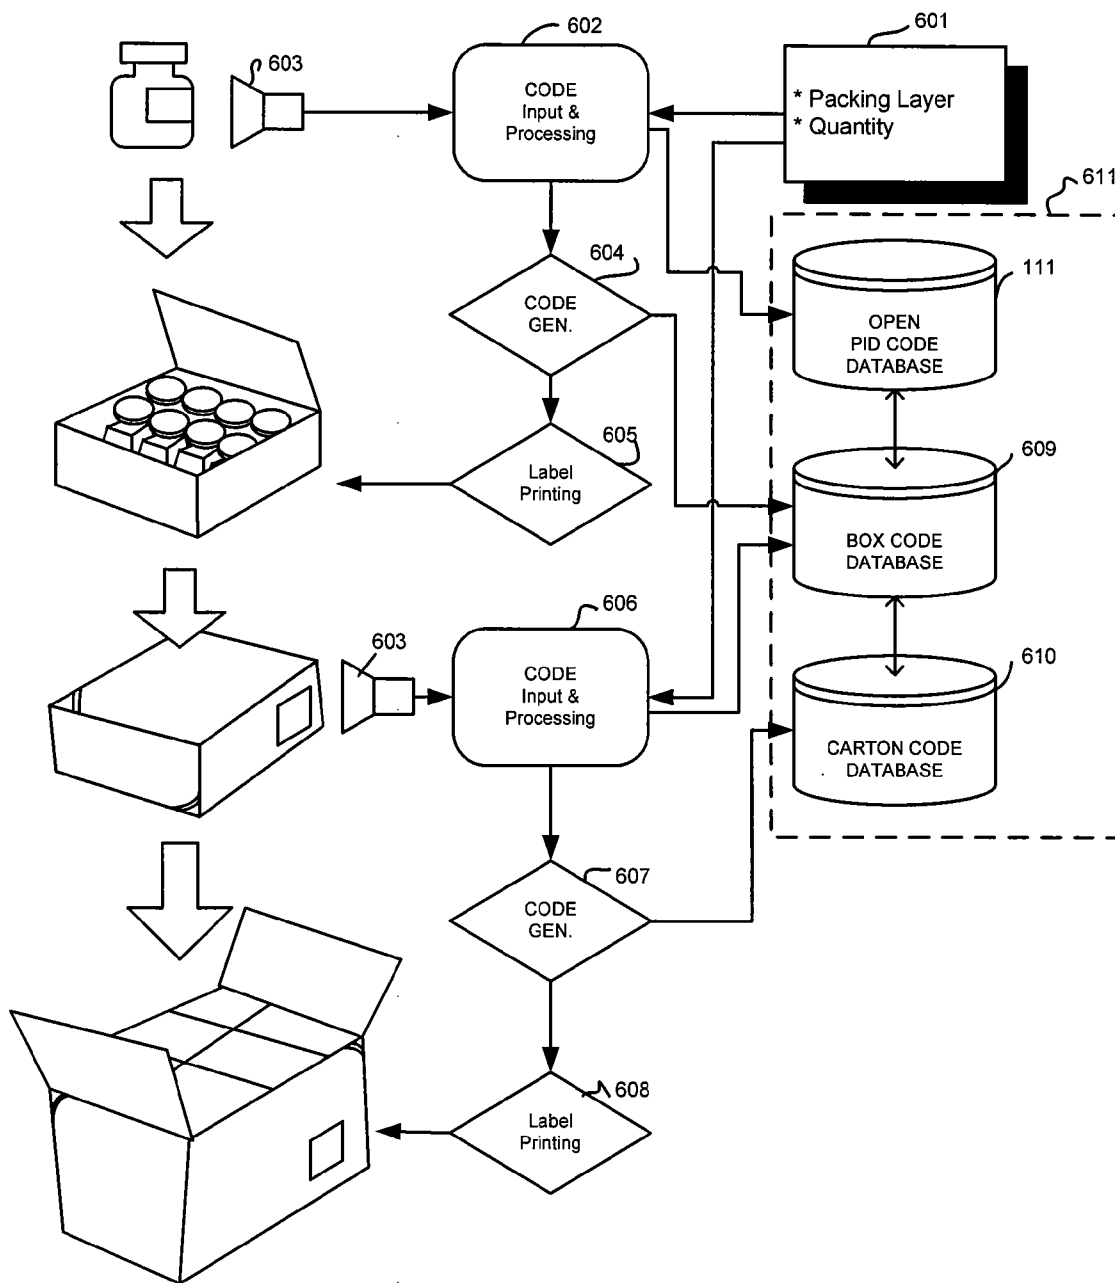 602
601
603
CODE
Input &
Processing
* Packing Layer
* Quantity
611
604
CODE
GEN.
111
OPEN
PID CODE
DATABASE
605
Label
Printing
609
BOX CODE
DATABASE
606
603
CODE
Input &
Processing
610
CARTON CODE
DATABASE
607
CODE
GEN.
608
Label
Printing